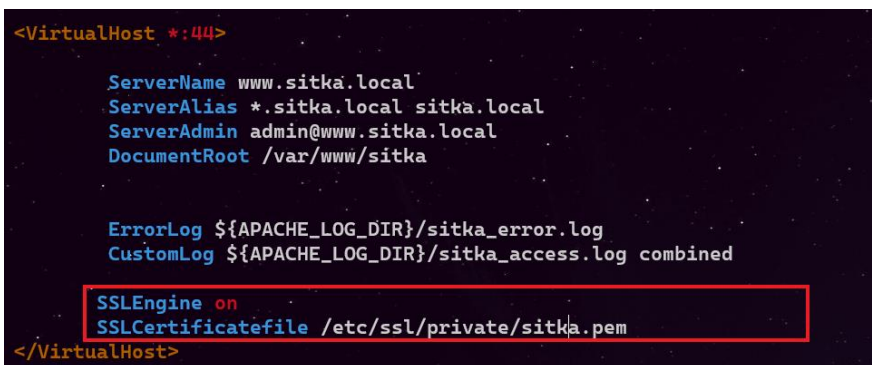 <VirtualHost *:44>
ServerName www.sitka.local
ServerAlias *.sitka.local sitka.local
ServerAdmin admin@www.sitka.local
DocumentRoot /var/www/sitka
ErrorLog ${APACHE_LOG_DIR}/sitka_error.log
CustomLog ${APACHE_LOG_DIR}/sitka_access.log combined
SSLEngine on
SSLCertificatefile /etc/ssl/private/sitka.pem
</VirtualHost>